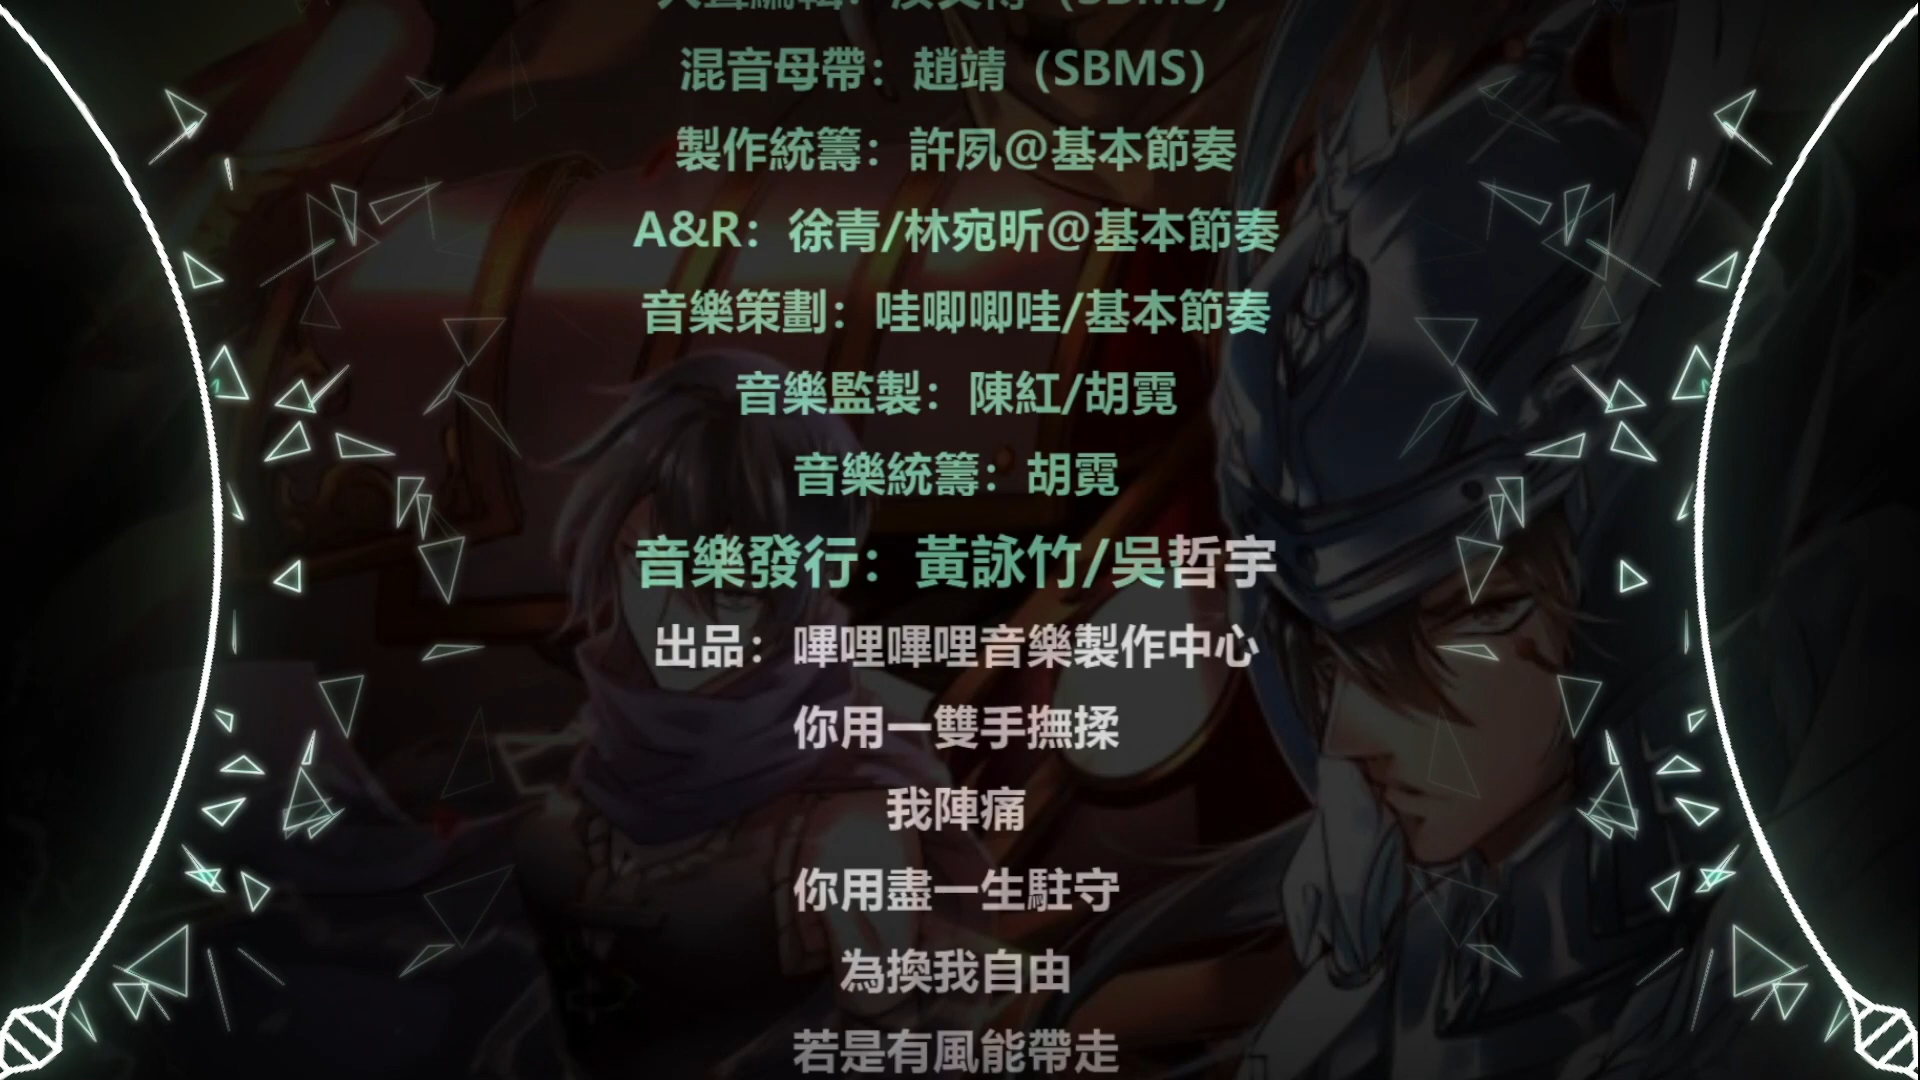 混音母帶：趙靖（SBMS）
製作統籌：許夙@基本節奏
A&R：徐青/林宛昕@基本節奏
音樂策劃：哇唧唧哇/基本節奏
音樂監製：陳紅/胡霓
音樂統籌：胡霓
音樂發行：黃詠竹/吳哲宇
出品：嗶哩嗶哩音樂製作中心
你用一雙手撫揉
我陣痛
你用盡一生駐守
為換我自由
若是有風能帶走